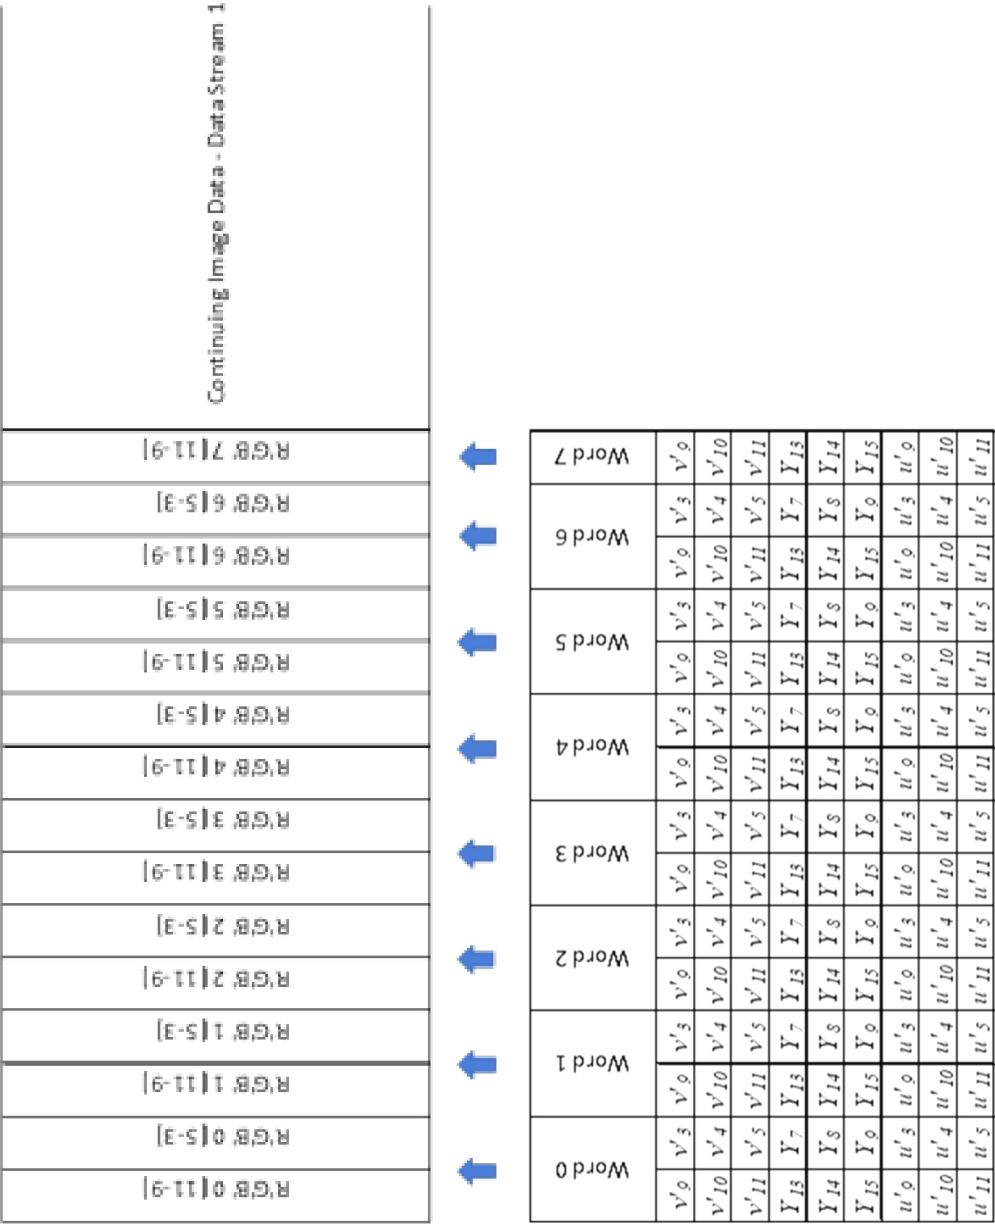 R'G'B' 0 [11-9]
R'G'B' 0 [5-3]
R'G'B' 1 [11-9]
R'G'B' 1 [5-3]
R'G'B' 2 [11-9]
R'G'B' 2 [5-3]
R'G'B' 3 [11-9]
R'G'B' 3 [5-3]
R'G'B' 4 [11-9]
R'G'B' 4 [5-3]
R'G'B' 5 [11-9]
R'G'B' 5 [5-3]
R'G'B' 6 [11-9]
R'G'B' 6 [5-3]
R'G'B' 7 [11-9]
Continuing Image Data - Data Stream 1
Word 0
u'11 u'10 u'9 Y15 Y14 Y13 v'11 v'10 v'9
u'5 u'4 u'3 Y9 Y8 Y7 v'5 v'4 v'3
Word 1
u'11 u'10 u'9 Y15 Y14 Y13 v'11 v'10 v'9
u'5 u'4 u'3 Y9 Y8 Y7 v'5 v'4 v'3
Word 2
u'11 u'10 u'9 Y15 Y14 Y13 v'11 v'10 v'9
u'5 u'4 u'3 Y9 Y8 Y7 v'5 v'4 v'3
Word 3
u'11 u'10 u'9 Y15 Y14 Y13 v'11 v'10 v'9
u'5 u'4 u'3 Y9 Y8 Y7 v'5 v'4 v'3
Word 4
u'11 u'10 u'9 Y15 Y14 Y13 v'11 v'10 v'9
u'5 u'4 u'3 Y9 Y8 Y7 v'5 v'4 v'3
Word 5
u'11 u'10 u'9 Y15 Y14 Y13 v'11 v'10 v'9
u'5 u'4 u'3 Y9 Y8 Y7 v'5 v'4 v'3
Word 6
u'11 u'10 u'9 Y15 Y14 Y13 v'11 v'10 v'9
u'5 u'4 u'3 Y9 Y8 Y7 v'5 v'4 v'3
Word 7
u'11 u'10 u'9 Y15 Y14 Y13 v'11 v'10 v'9